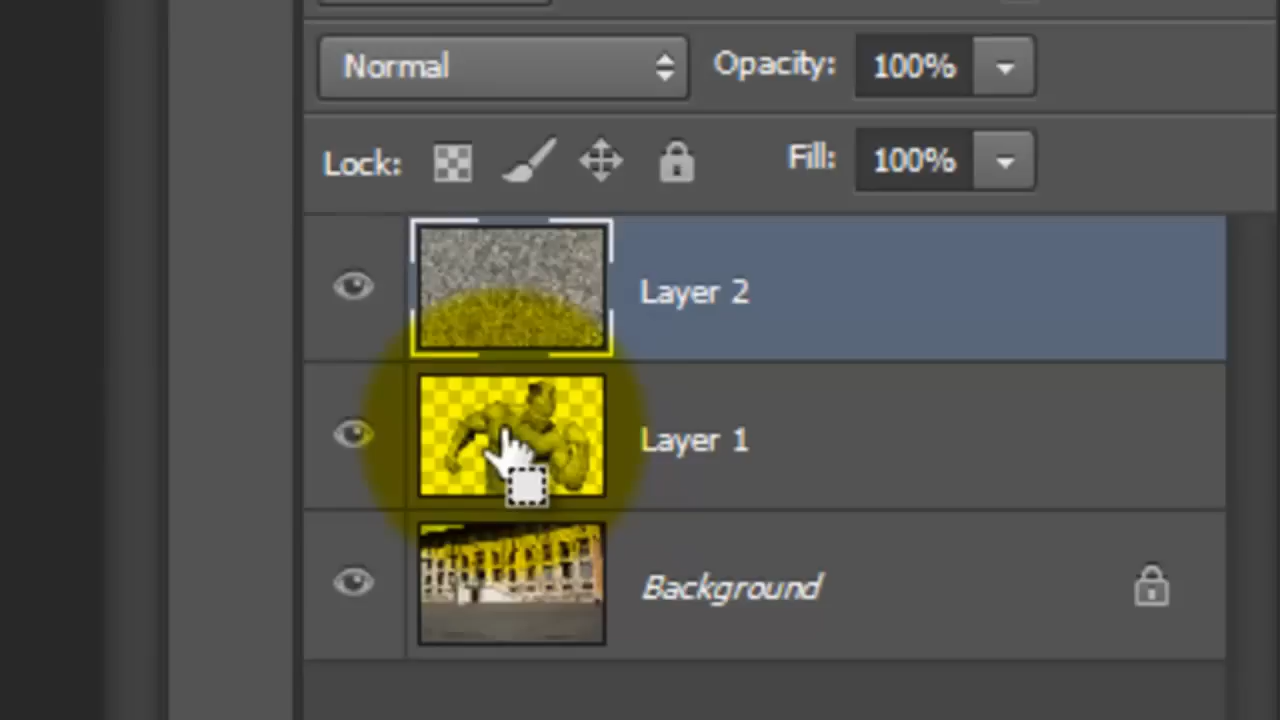 Normal Opacity: 100%
Lock: Fill: 100%
Layer 2
Layer 1
Background